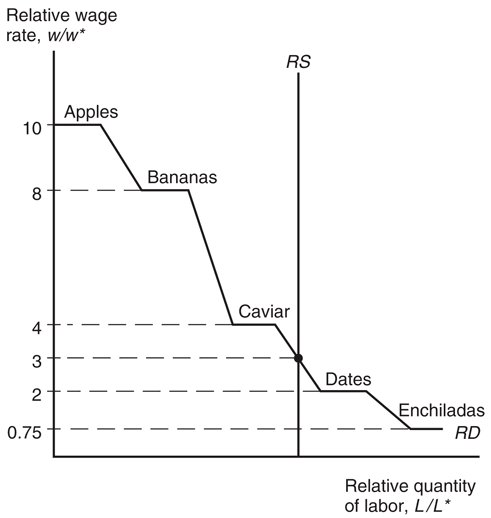 Relative wage
rate, w/w*
RS
Apples
10
Bananas
8
Caviar
4
3
Dates
2
Enchiladas
0.75
RD
Relative quantity
of labor, L/L*